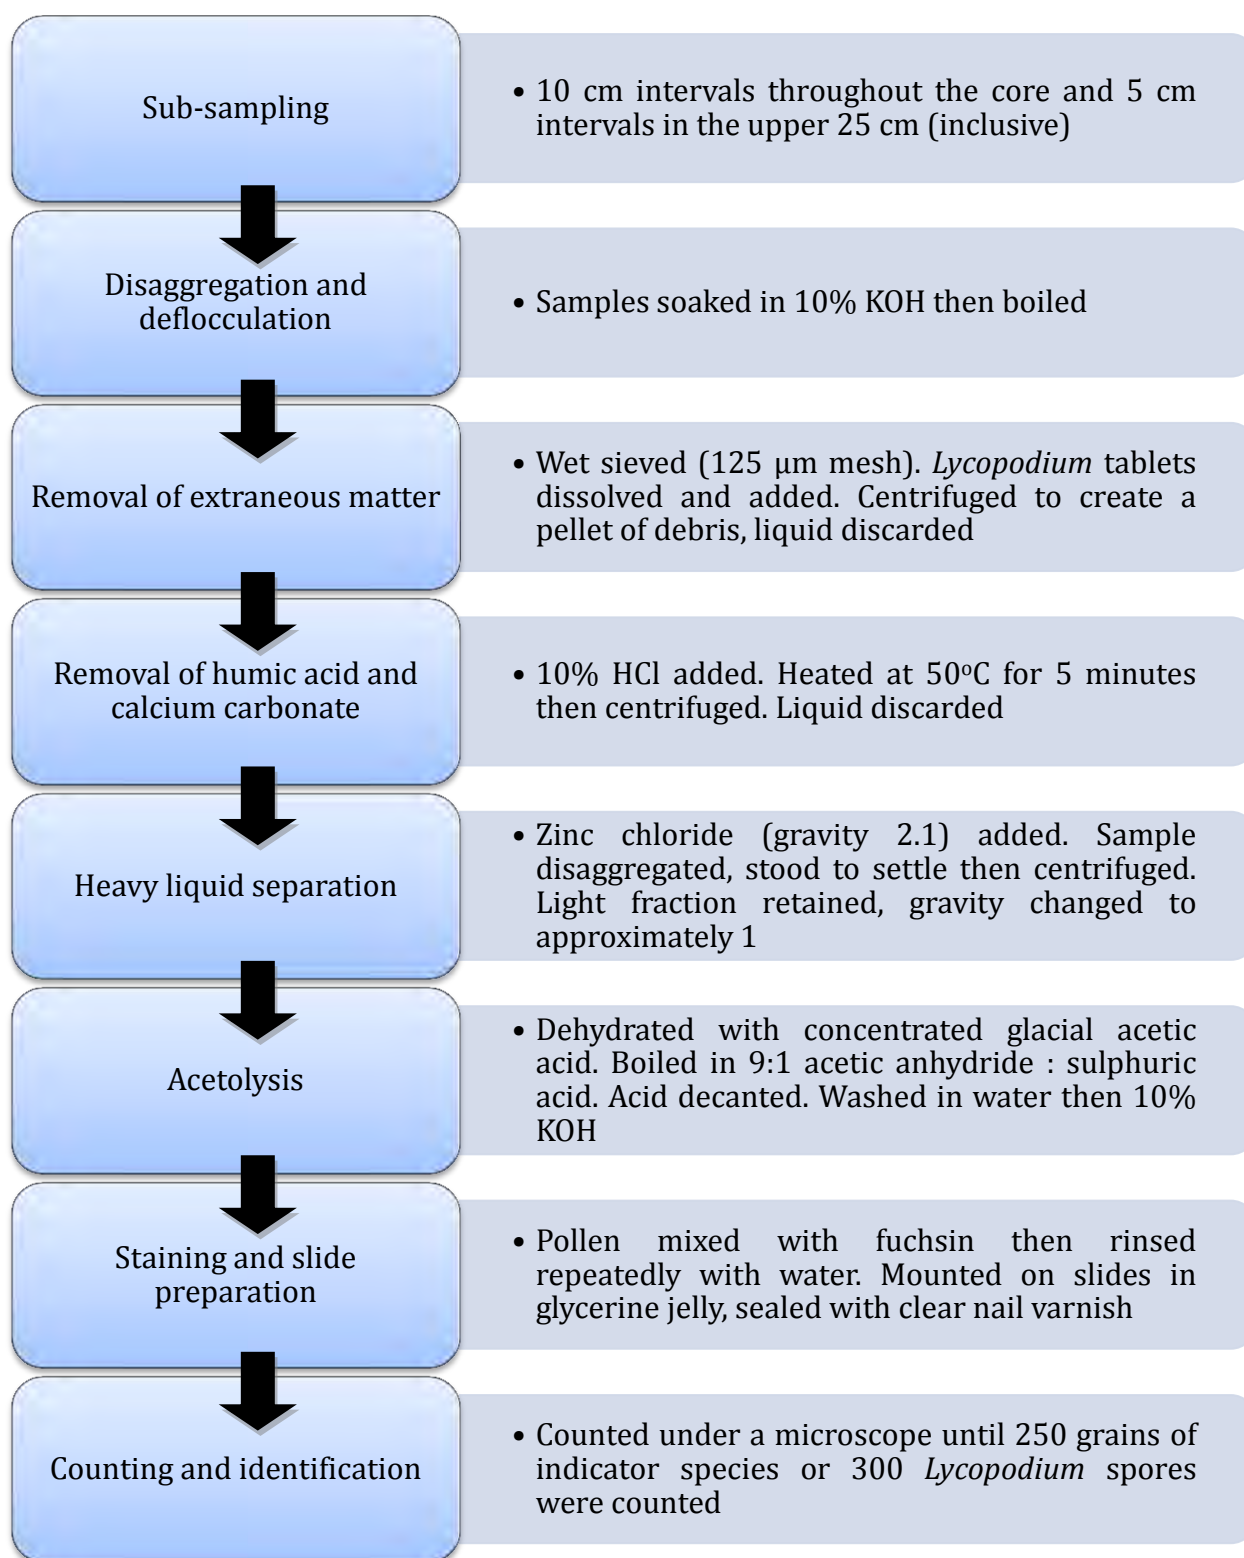 Sub-sampling
• 10 cm intervals throughout the core and 5 cm
intervals in the upper 25 cm (inclusive)
Disaggregation and
deflocculation
• Samples soaked in 10% KOH then boiled
Removal of extraneous matter
• Wet sieved (125 µm mesh). Lycopodium tablets
dissolved and added. Centrifuged to create a
pellet of debris, liquid discarded
Removal of humic acid and
calcium carbonate
• 10% HCl added. Heated at 50ºC for 5 minutes
then centrifuged. Liquid discarded
Heavy liquid separation
• Zinc chloride (gravity 2.1) added. Sample
disaggregated, stood to settle then centrifuged.
Light fraction retained, gravity changed to
approximately 1
Acetolysis
• Dehydrated with concentrated glacial acetic
acid. Boiled in 9:1 acetic anhydride : sulphuric
acid. Acid decanted. Washed in water then 10%
KOH
Staining and slide
preparation
• Pollen mixed with fuchsin then rinsed
repeatedly with water. Mounted on slides in
glycerine jelly, sealed with clear nail varnish
Counting and identification
• Counted under a microscope until 250 grains of
indicator species or 300 Lycopodium spores
were counted